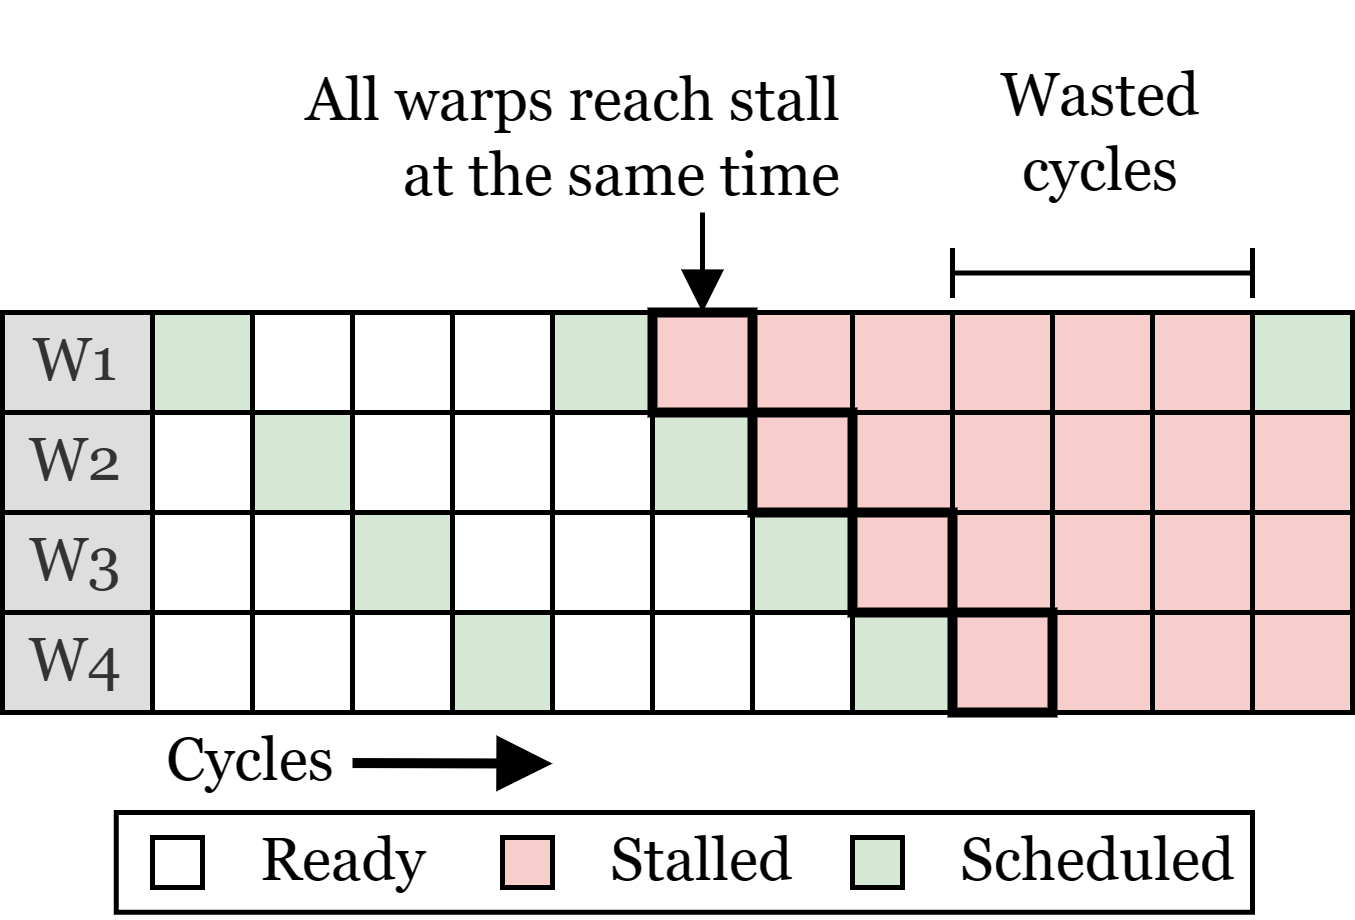 All warps reach stall
at the same time
Wasted
cycles
W1
W2
W3
W4
Cycles
Ready
Stalled
Scheduled